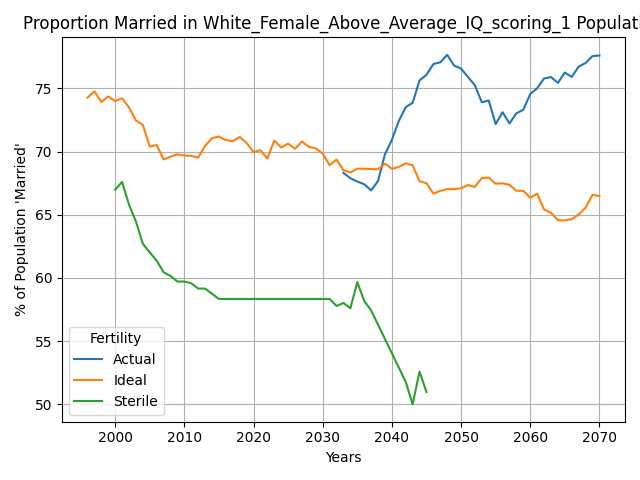 Proportion Married in White_Female_Above_Average_IQ_scoring_1 Populati
% of Population 'Married'
75
70
65
60
55
50
Fertility
Actual
Ideal
Sterile
2000 2010 2020 2030 2040 2050 2060 2070
Years